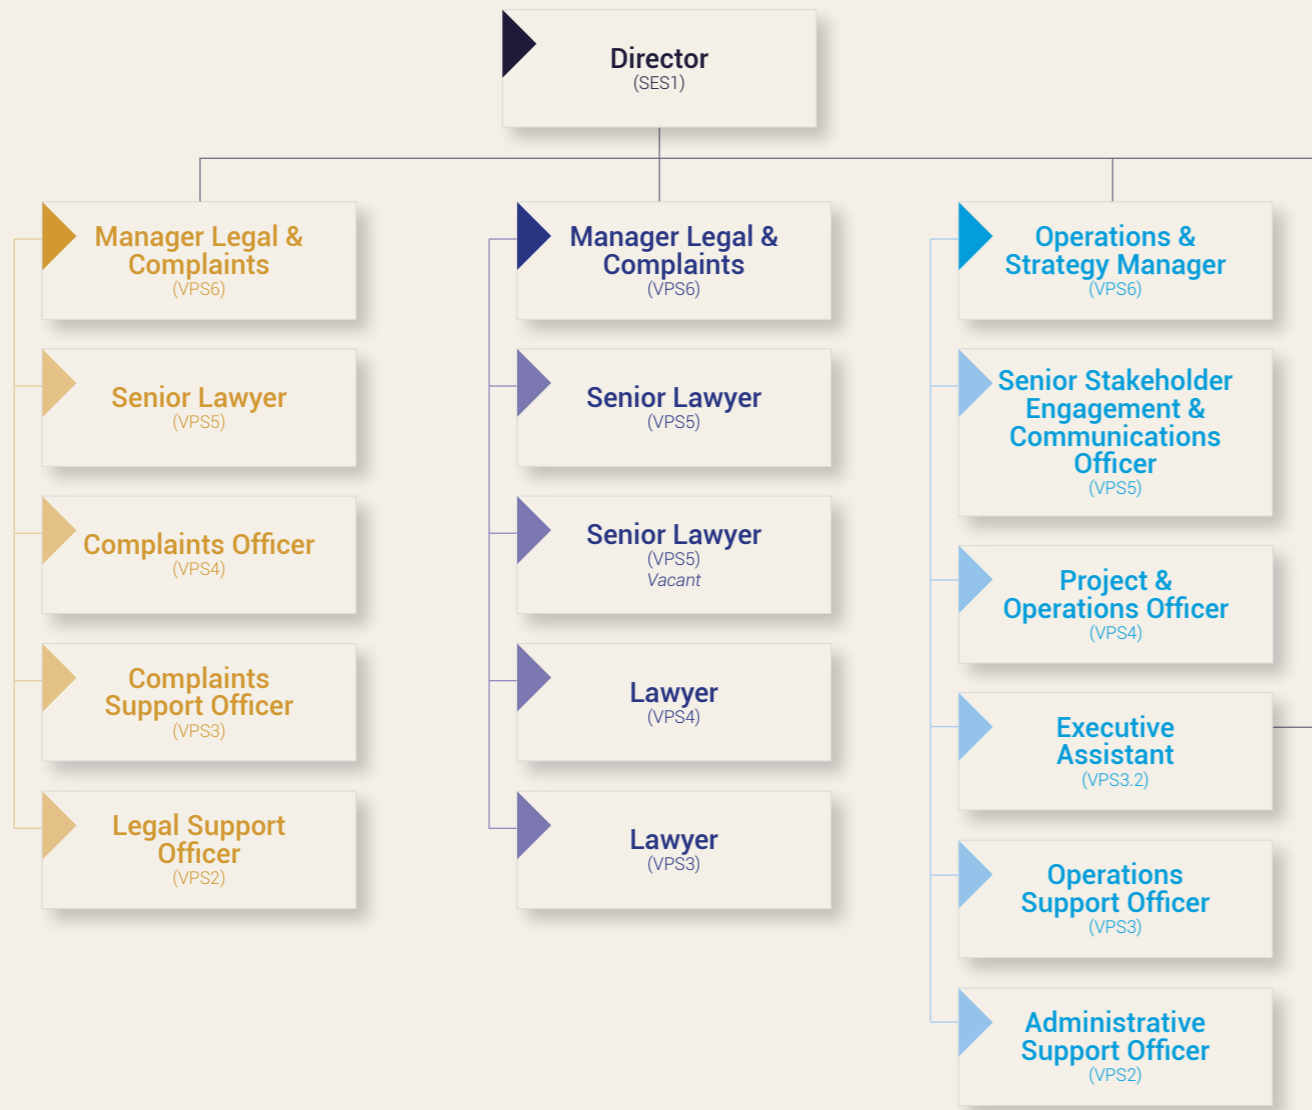 Director
(SES1)
Manager Legal &
Complaints
(VPS6)
Senior Lawyer
(VPS5)
Complaints Officer
(VPS4)
Complaints
Support Officer
(VPS3)
Legal Support
Officer
(VPS2)
Manager Legal &
Complaints
(VPS6)
Senior Lawyer
(VPS5)
Senior Lawyer
(VPS5)
Vacant
Lawyer
(VPS4)
Lawyer
(VPS3)
Operations &
Strategy Manager
(VPS6)
Senior Stakeholder
Engagement &
Communications
Officer
(VPS5)
Project &
Operations Officer
(VPS4)
Executive
Assistant
(VPS3.2)
Operations
Support Officer
(VPS3)
Administrative
Support Officer
(VPS2)